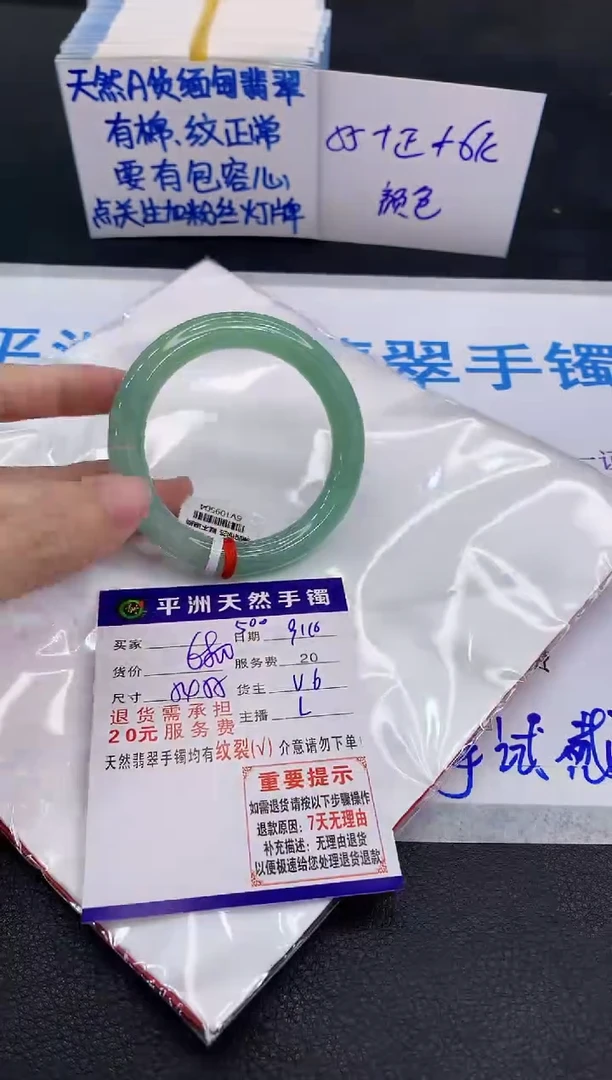 天然A货缅甸翡翠
有棉、纹正常
要有包容心
点关注加粉丝灯牌
颜色
翡翠手镯
6V109504
平洲天然手镯
买家 500 日期 9/16
货价 6800 服务费 20
尺寸 货主 V6
退货需承担 主播 L
20元服务费
天然翡翠手镯均有纹裂(√) 介意请勿下单!
重要提示
如需退货请按以下步骤操作
退款原因：7天无理由
补充描述：无理由退货
以便极速给您处理退货退款
手试戴